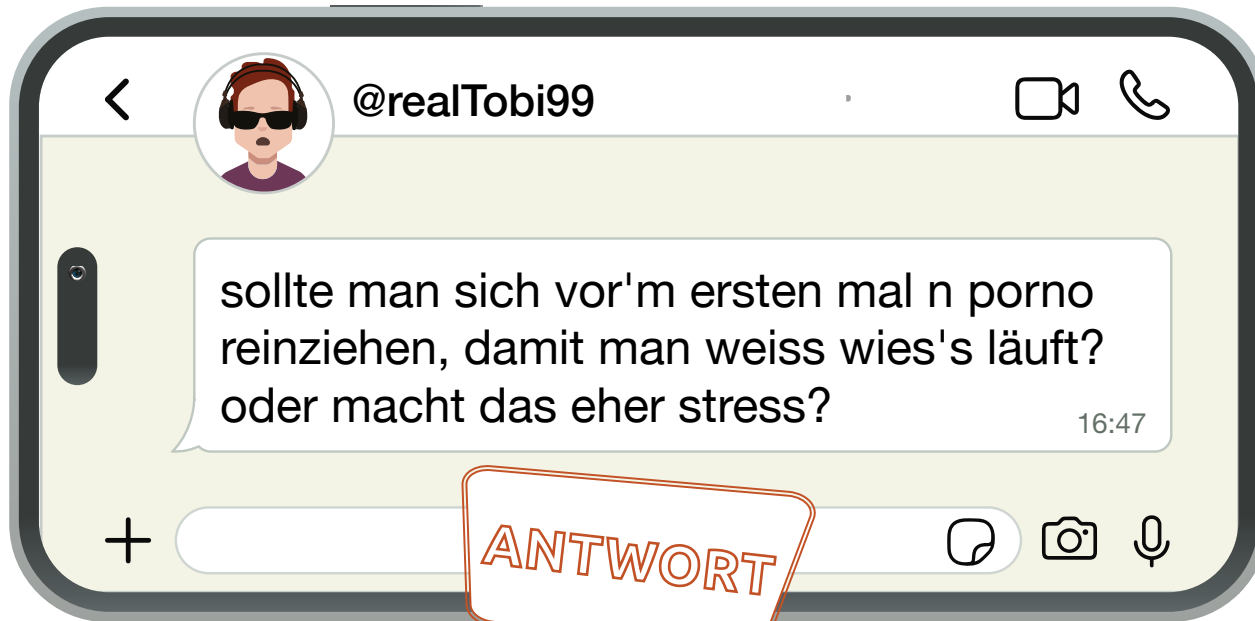 @realTobi99
sollte man sich vor'm ersten mal n porno
reinziehen, damit man weiss wies's läuft?
oder macht das eher stress?
16:47
ANTWORT